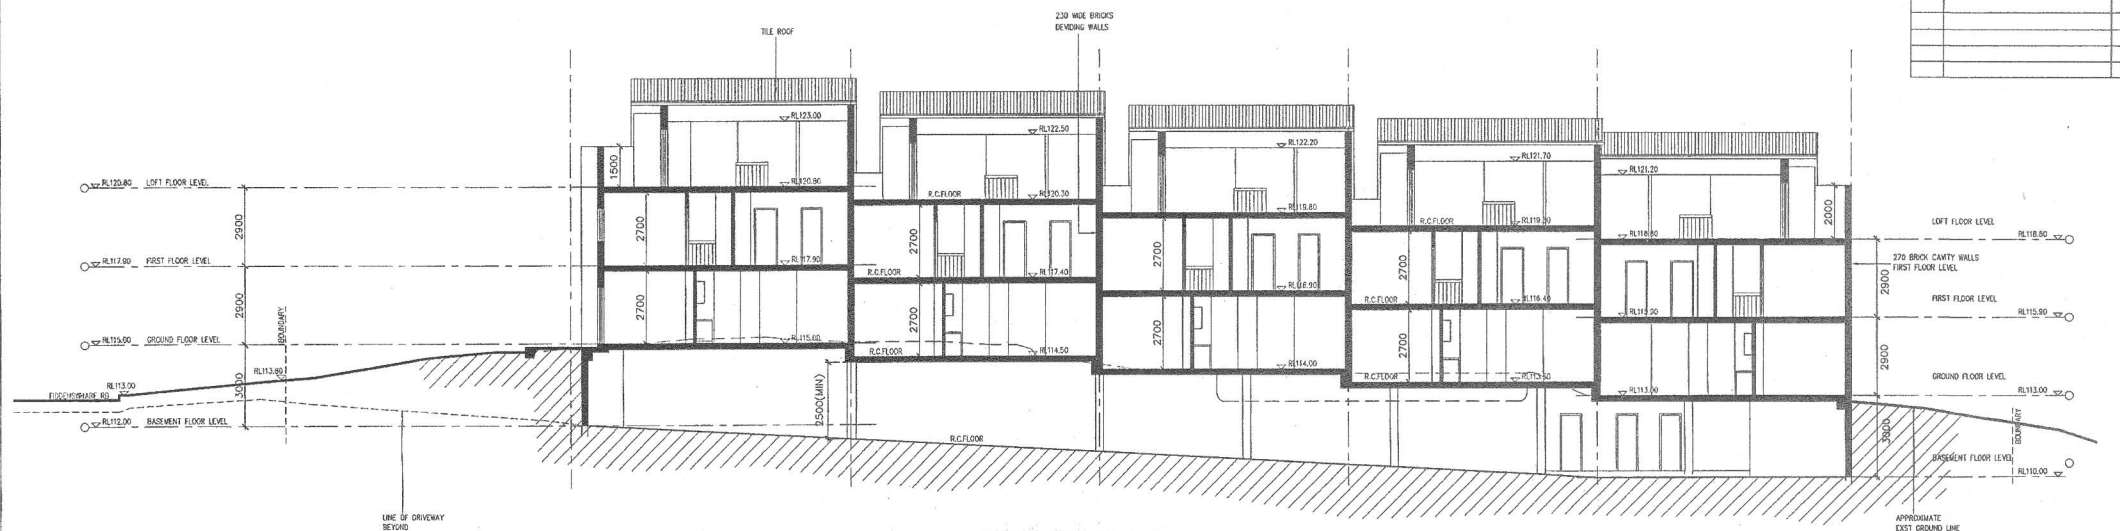 230 WIDE BRICKS
DEVIDING WALLS
TILE ROOF
RL123.00
RL122.50
RL122.20
RL121.70
RL121.20
1500
RL120.80 LOFT FLOOR LEVEL
RL120.80
R.C.FLOOR
RL120.30
RL119.80
R.C.FLOOR
RL118.80
2000
LOFT FLOOR LEVEL
RL118.80
2900
2700
2700
2700
2700
270 BRICK CAVITY WALLS
FIRST FLOOR LEVEL
2900
RL117.90 FIRST FLOOR LEVEL
RL117.90
R.C.FLOOR
RL117.40
RL116.90
R.C.FLOOR
RL116.40
RL115.90
FIRST FLOOR LEVEL
RL115.90
2900
2700
2700
2700
2700
2900
BOUNDARY
RL115.00 GROUND FLOOR LEVEL
RL115.00
R.C.FLOOR
RL114.50
RL114.00
R.C.FLOOR
RL113.00
GROUND FLOOR LEVEL
RL113.00
RL113.80
RL113.00
3000
2500(MIN)
3000
BOUNDARY
RL112.00 BASEMENT FLOOR LEVEL
R.C.FLOOR
BASEMENT FLOOR LEVEL
RL110.00
LINE OF DRIVEWAY
BEYOND
APPROXIMATE
EXST GROUND LINE